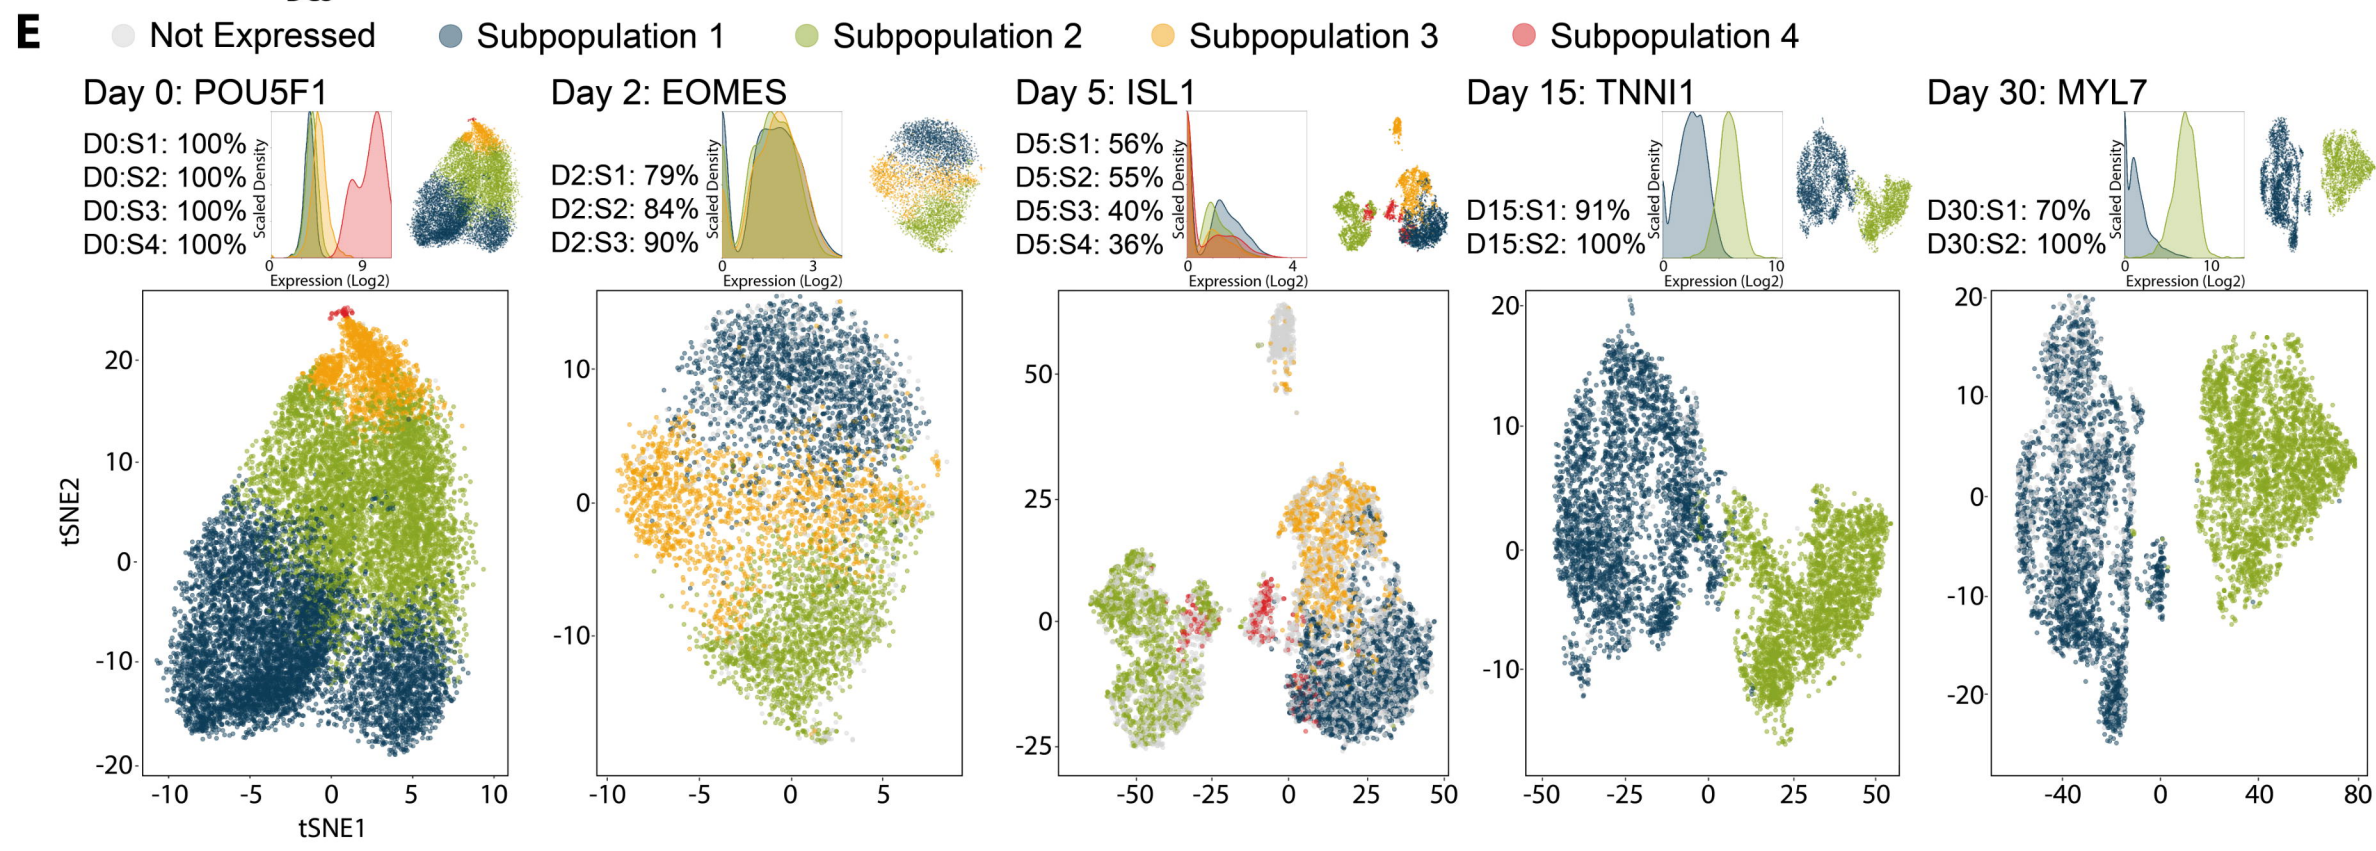 E
Not Expressed
Subpopulation 1
Subpopulation 2
Subpopulation 3
Subpopulation 4
Day 0: POU5F1
D0:S1: 100%
D0:S2: 100%
D0:S3: 100%
D0:S4: 100%
Scaled Density
0 9
Expression (Log2)
Day 2: EOMES
D2:S1: 79%
D2:S2: 84%
D2:S3: 90%
Scaled Density
0 3
Expression (Log2)
Day 5: ISL1
D5:S1: 56%
D5:S2: 55%
D5:S3: 40%
D5:S4: 36%
Scaled Density
0 4
Expression (Log2)
Day 15: TNNI1
D15:S1: 91%
D15:S2: 100%
Scaled Density
0 10
Expression (Log2)
Day 30: MYL7
D30:S1: 70%
D30:S2: 100%
Scaled Density
0 10
Expression (Log2)
tSNE2
20
10
0
-10
-20
-10 -5 0 5 10
tSNE1
10
0
-10
-10 -5 0 5
50
25
0
-25
-50 -25 0 25 50
20
10
0
-10
-50 -25 0 25 50
20
10
0
-10
-20
-40 0 40 80